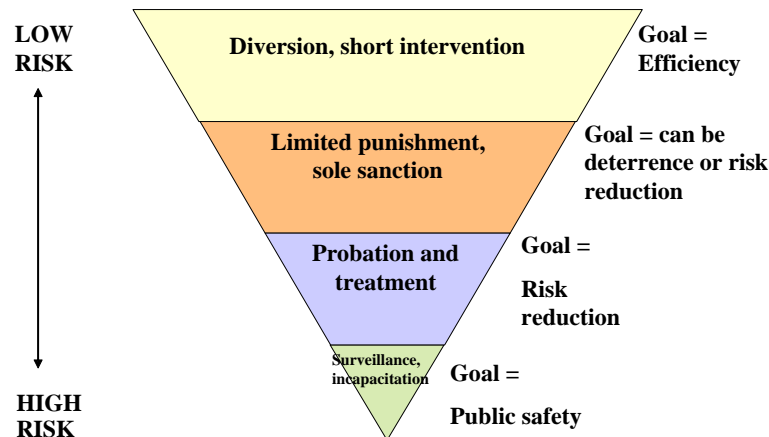 LOW
RISK
Diversion, short intervention
Goal =
Efficiency
Limited punishment,
sole sanction
Goal = can be
deterrence or risk
reduction
Probation and
treatment
Goal =
Risk
reduction
Surveillance,
incapacitation
Goal =
Public safety
HIGH
RISK